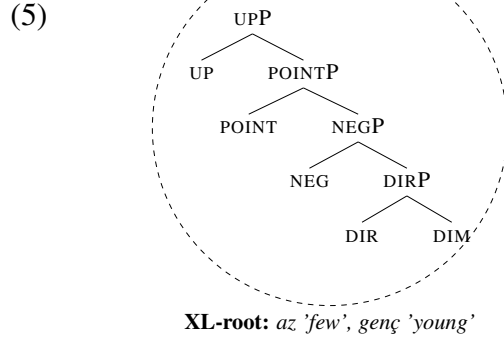 (5)
UPP
UP POINTP
POINT NEGP
NEG DIRP
DIR DIM
XL-root: az 'few', genç 'young'